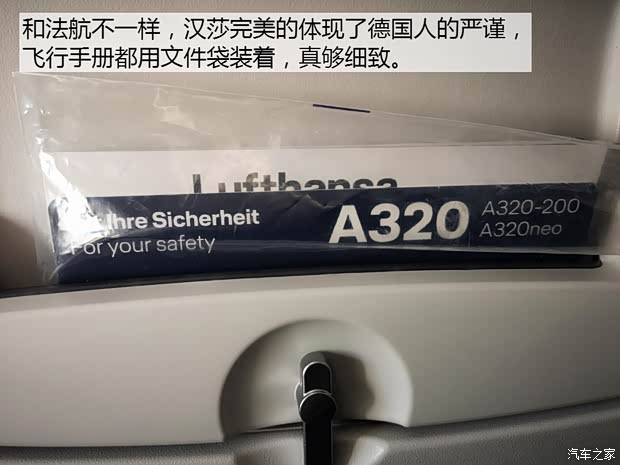 和法航不一样，汉莎完美的体现了德国人的严谨，
飞行手册都用文件袋装着，真够细致。
Lufthansa
Ihre Sicherheit
For your safety
A320
A320-200
A320neo
汽车之家